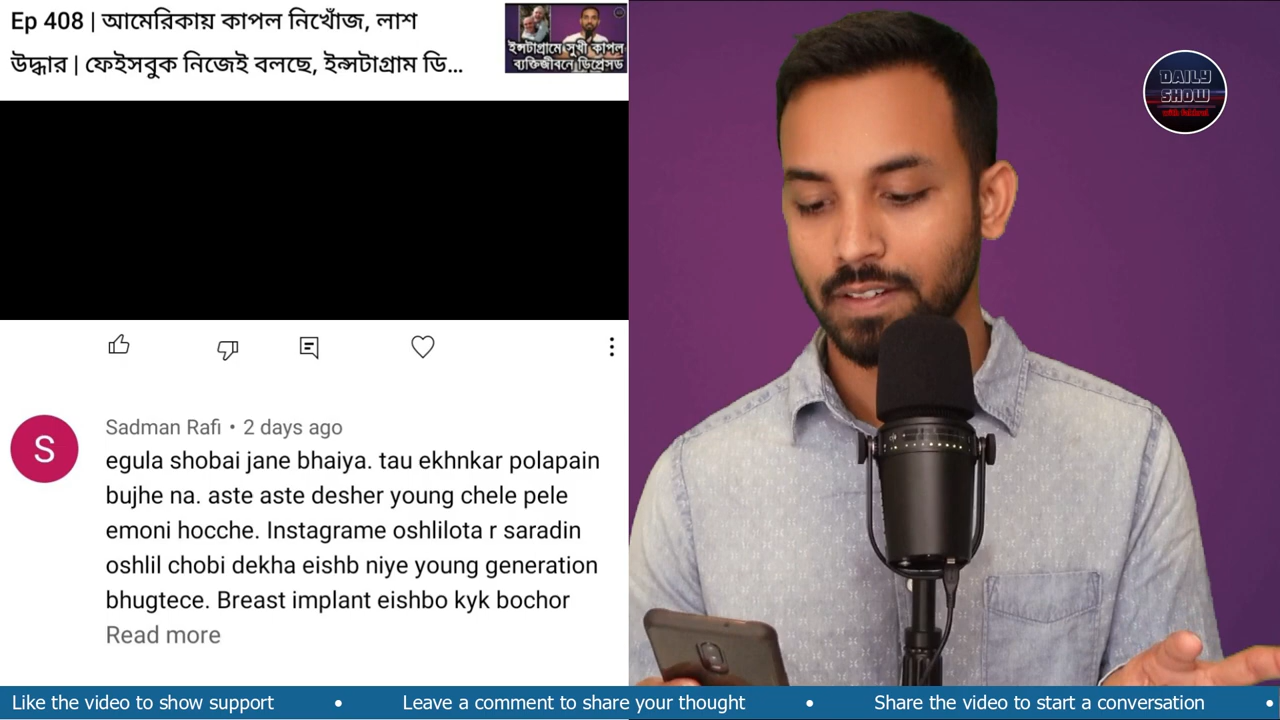 Ep 408 | আমেরিকায় কাপল নিখোঁজ, লাশ
উদ্ধার | ফেইসবুক নিজেই বলছে, ইন্সটাগ্রাম ডি...
ইন্সটাগ্রামে সুখী কাপল
ব্যক্তিজীবনে ডিপ্রেসড
DAILY
SHOW
with Fakhrul
S
Sadman Rafi • 2 days ago
egula shobai jane bhaiya. tau ekhnkar polapain
bujhe na. aste aste desher young chele pele
emoni hocche. Instagrame oshlilota r saradin
oshlil chobi dekha eishb niye young generation
bhugtece. Breast implant eishbo kyk bochor
Read more
Like the video to show support • Leave a comment to share your thought • Share the video to start a conversation •